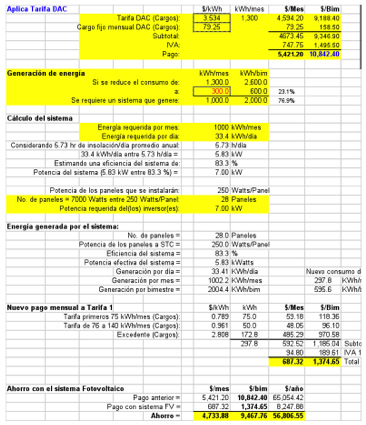 Aplica Tarifa DAC $/kWh kWh/mes $/Mes $/Bim
Tarifa DAC (Cargos): 3.534 1,300 4,594.20 9,188.40
Cargo fijo mensual DAC (Cargos): 79.25 79.25 158.50
Subtotal: 4673.45 9,346.90
IVA: 747.75 1,495.50
Pago: 5,421.20 10,842.40
Generación de energía kWh/mes kWh/bim
Si se reduce el consumo de: 1,300.0 2,600.0
a: 300.0 600.0 23.1%
Se requiere un sistema que genere: 1,000.0 2,000.0 76.9%
Cálculo del sistema
Energía requerida por mes: 1000 kWh/mes
Energía requerida por día: 33.4 kWh/día
Considerando 5.73 hr de insolación/día promedio anual: 5.73 h/día
33.4 kWh/día entre 5.73 h/día = 5.83 kW
Estimando una eficiencia del sistema de: 83.3 %
Potencia del sistema (5.83 kW entre 83.3 %) = 7.00 kW
Potencia de los paneles que se instalarán: 250 Watts/Panel
No. de paneles = 7000 Watts entre 250 Watts/Panel: 28 Paneles
Potencia requerida del(los) inversor(es): 7.00 kW
Energía generada por el sistema:
No. de paneles = 28.0 Paneles
Potencia de los paneles a STC = 250.0 Watts/Panel
Eficiencia del sistema = 83.3 %
Potencia efectiva del sistema = 5.83 kWatts
Generación por día = 33.41 kWh/día Nuevo consumo d
Generación por mes = 1002.2 kWh/mes 297.8 KWh/
Generación por bimestre = 2004.4 kWh/bim 595.6 KWh/
Nuevo pago mensual a Tarifa 1 $/kWh kWh $/Mes $/Bim
Tarifa primeros 75 kWh/mes (Cargos): 0.789 75.0 59.18 118.36
Tarifa de 76 a 140 kWh/mes (Cargos): 0.961 50.0 48.05 96.10
Excedente (Cargos): 2.808 172.8 485.29 970.58
297.8 592.52 1,185.04 Subto
94.80 189.61 IVA 1
687.32 1,374.65 Total
Ahorro con el sistema Fotovoltaico $/mes $/bim $/año
Pago anterior = 5,421.20 10,842.40 65,054.42
Pago con sistema FV = 687.32 1,374.65 8,247.88
Ahorro = 4,733.88 9,467.76 56,806.55